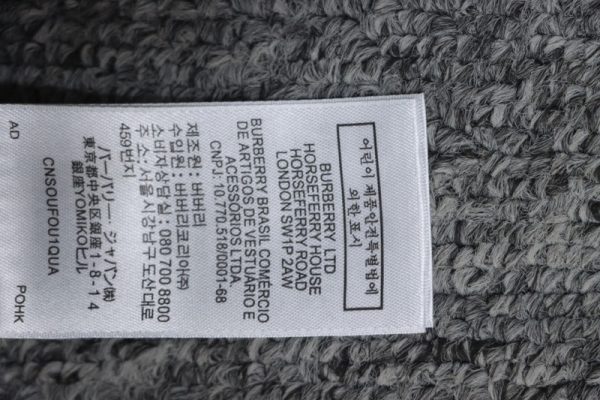 어린이 제품안전특별법에
의한 표시
BURBERRY LTD
HORSEFERRY HOUSE
HORSEFERRY ROAD
LONDON SW1P 2AW
BURBERRY BRASIL COMÉRCIO
DE ARTIGOS DE VESTUÁRIO E
ACESSÓRIOS LTDA.
CNPJ: 10.770.518/0001-68
제조원 : 버버리
수입원 : 버버리코리아㈜
소비자상담실 : 080 700 8800
주 소 : 서울시강남구도산대로
459번지
バーバリー・ジャパン㈱
東京都中央区銀座1-8-14
銀座YOMIKOビル
CNSOUFOU1QUA
AD POHK